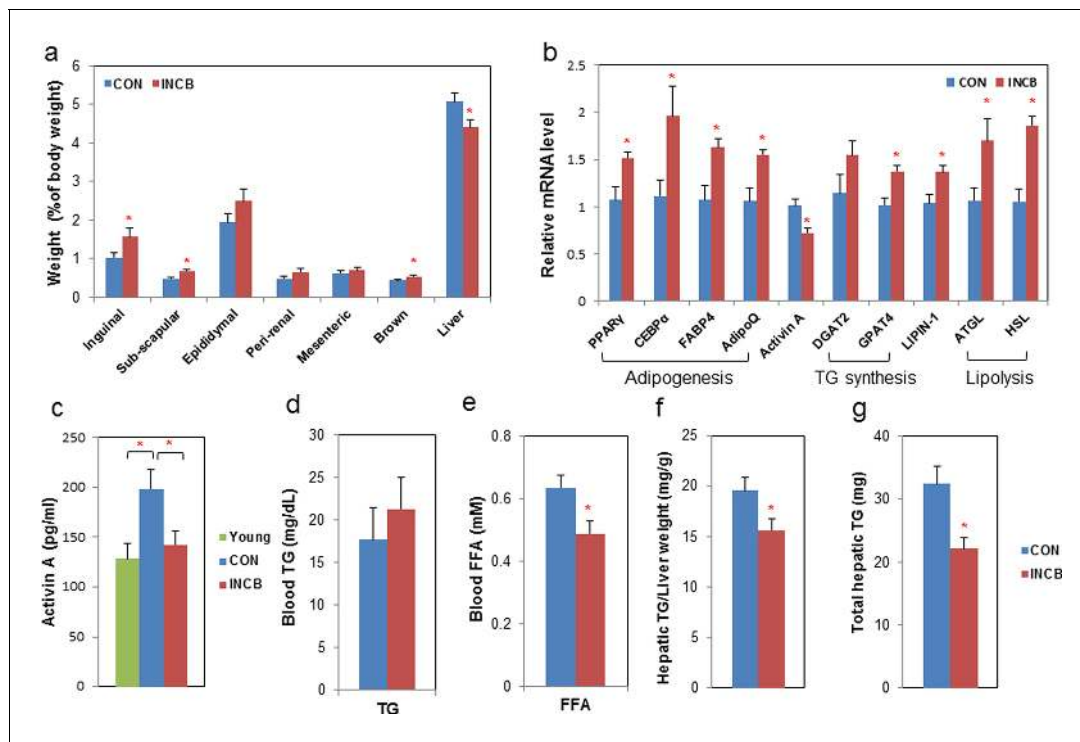 a
Weight (%of body weight)
6
5
4
3
2
1
0
CON INCB
* * * *
Inguinal
Sub-scapular
Epididymal
Peri-renal
Mesenteric
Brown
Liver
b
Relative mRNA level
2.5
2
1.5
1
0.5
0
CON INCB
* * * * * * * * *
PPARγ
CEBPα
FABP4
AdipoQ
Activin A
DGAT2
GPAT4
LIPIN-1
ATGL
HSL
Adipogenesis
TG synthesis
Lipolysis
c
Activin A (pg/ml)
250
200
150
100
50
0
* *
Young
CON
INCB
d
Blood TG (mg/dL)
30
25
20
15
10
5
0
TG
e
Blood FFA (mM)
0.8
0.6
0.4
0.2
0
*
FFA
f
Hepatic TG/Liver weight (mg/g)
25
20
15
10
5
0
*
g
Total hepatic TG (mg)
40
30
20
10
0
*
CON
INCB